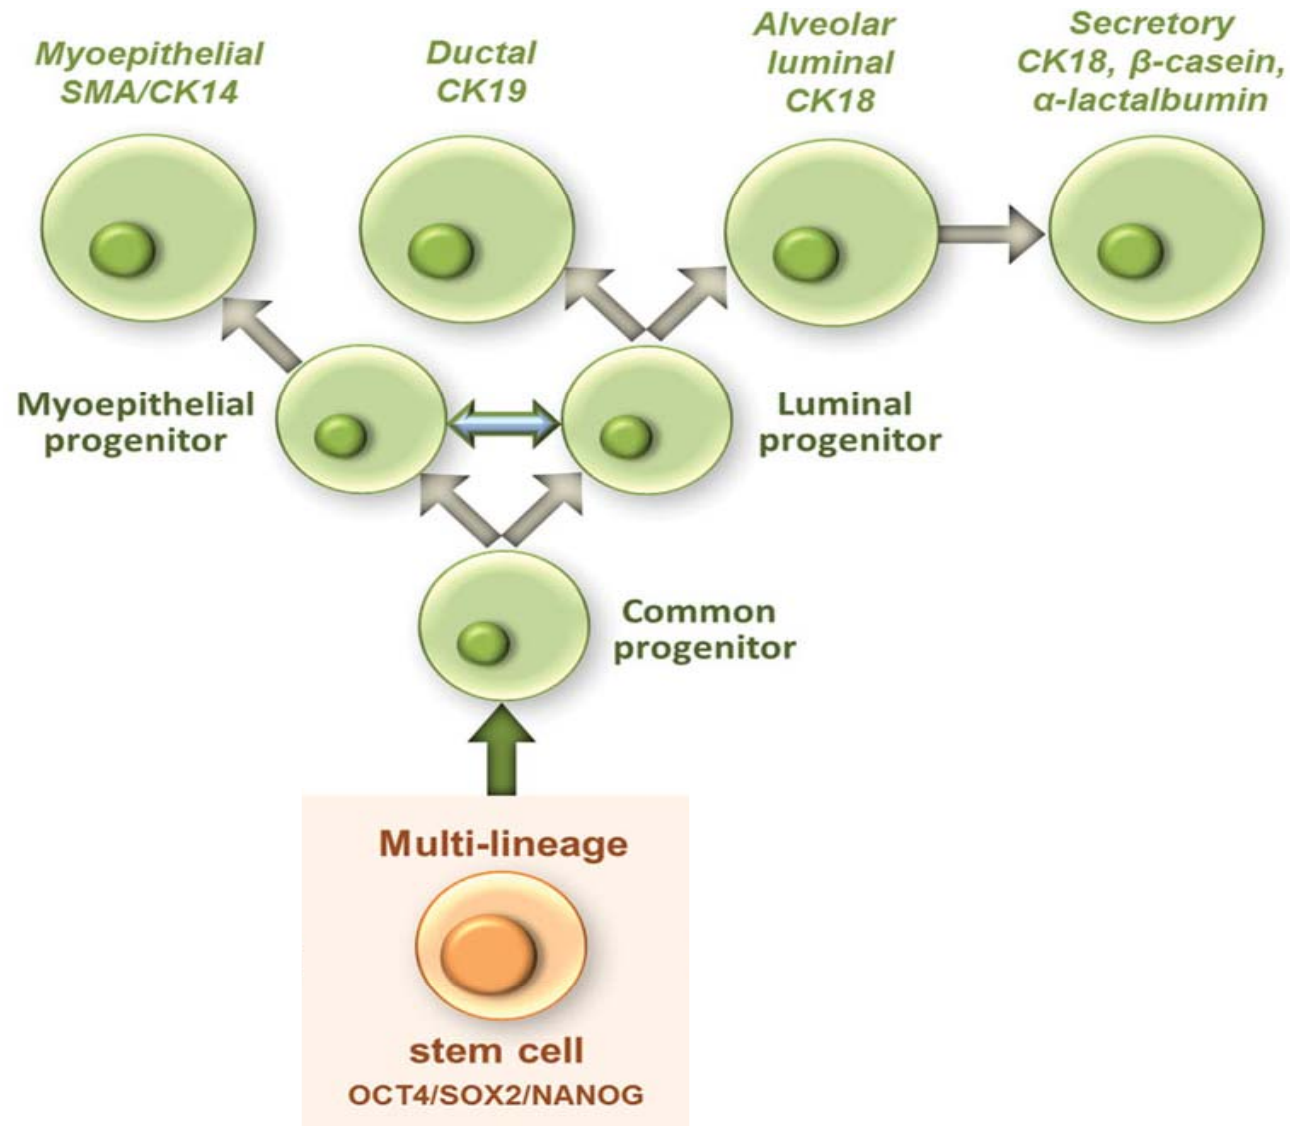 Myoepithelial
SMA/CK14
Ductal
CK19
Alveolar
luminal
CK18
Secretory
CK18, β-casein,
α-lactalbumin
Myoepithelial
progenitor
Luminal
progenitor
Common
progenitor
Multi-lineage
stem cell
OCT4/SOX2/NANOG